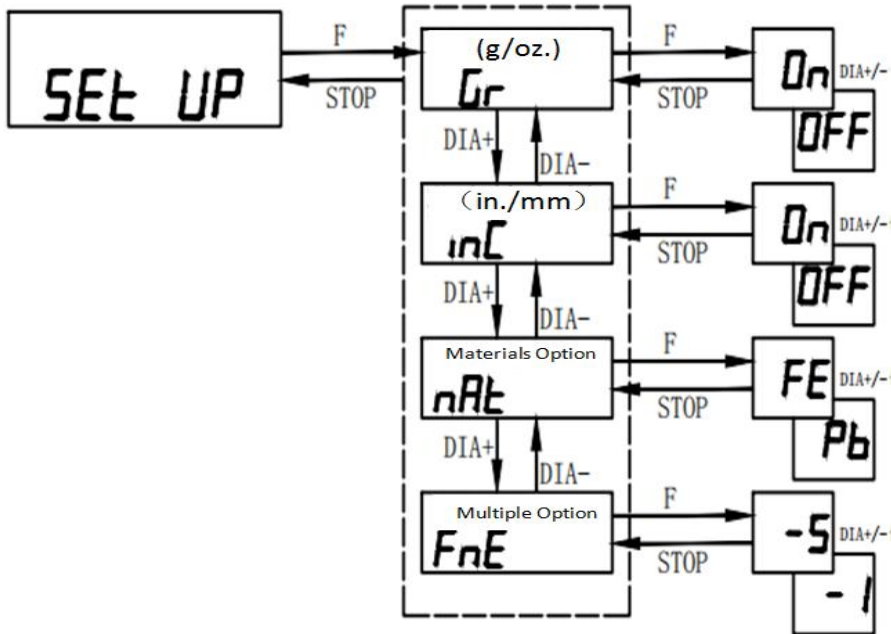 SEt UP
F
STOP
(g/oz.)
Gr
F
STOP
On
DIA+/-
OFF
DIA+
DIA-
(in./mm)
inC
F
STOP
On
DIA+/-
OFF
DIA+
DIA-
Materials Option
nAt
F
STOP
FE
DIA+/-
Pb
DIA+
DIA-
Multiple Option
FnE
F
STOP
-5
DIA+/-
-1